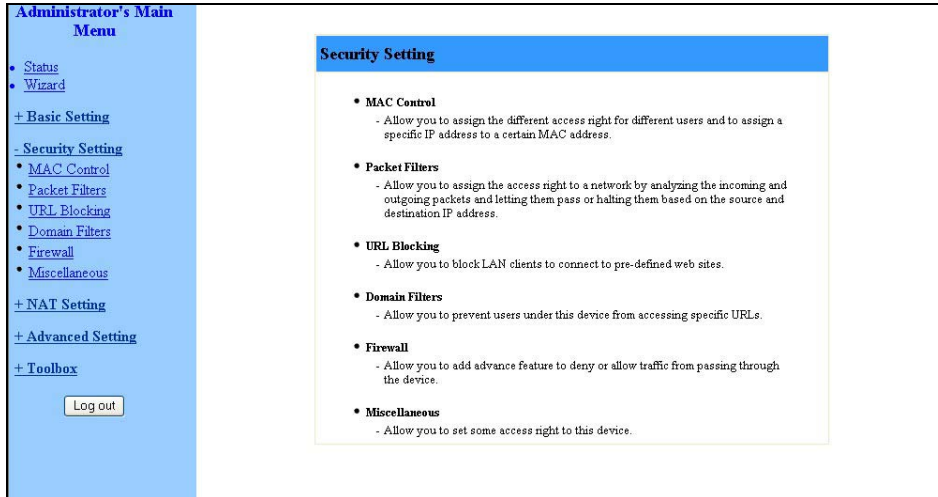 Administrator's Main
Menu
• Status
• Wizard
+ Basic Setting
- Security Setting
• MAC Control
• Packet Filters
• URL Blocking
• Domain Filters
• Firewall
• Miscellaneous
+ NAT Setting
+ Advanced Setting
+ Toolbox
Log out
Security Setting
• MAC Control
- Allow you to assign the different access right for different users and to assign a
specific IP address to a certain MAC address.
• Packet Filters
- Allow you to assign the access right to a network by analyzing the incoming and
outgoing packets and letting them pass or halting them based on the source and
destination IP address.
• URL Blocking
- Allow you to block LAN clients to connect to pre-defined web sites.
• Domain Filters
- Allow you to prevent users under this device from accessing specific URLs.
• Firewall
- Allow you to add advance feature to deny or allow traffic from passing through
the device.
• Miscellaneous
- Allow you to set some access right to this device.